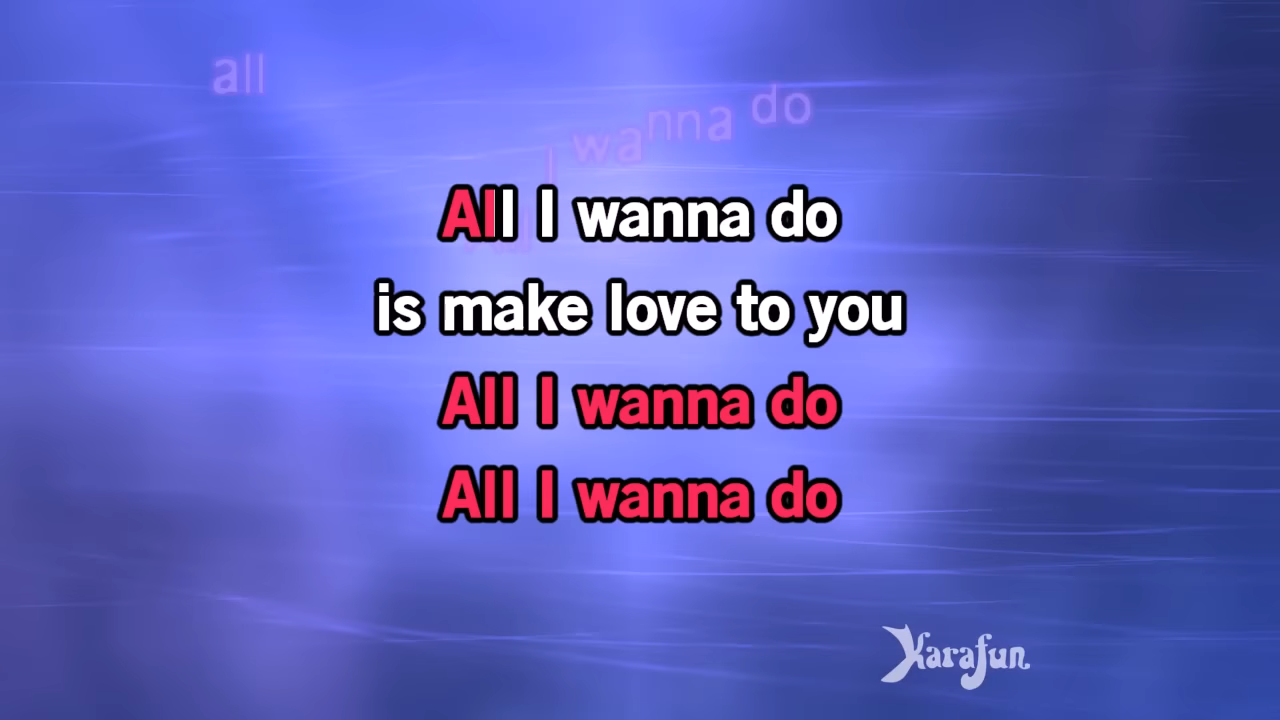 all
I wanna do
All I wanna do
is make love to you
All I wanna do
All I wanna do
Karafun